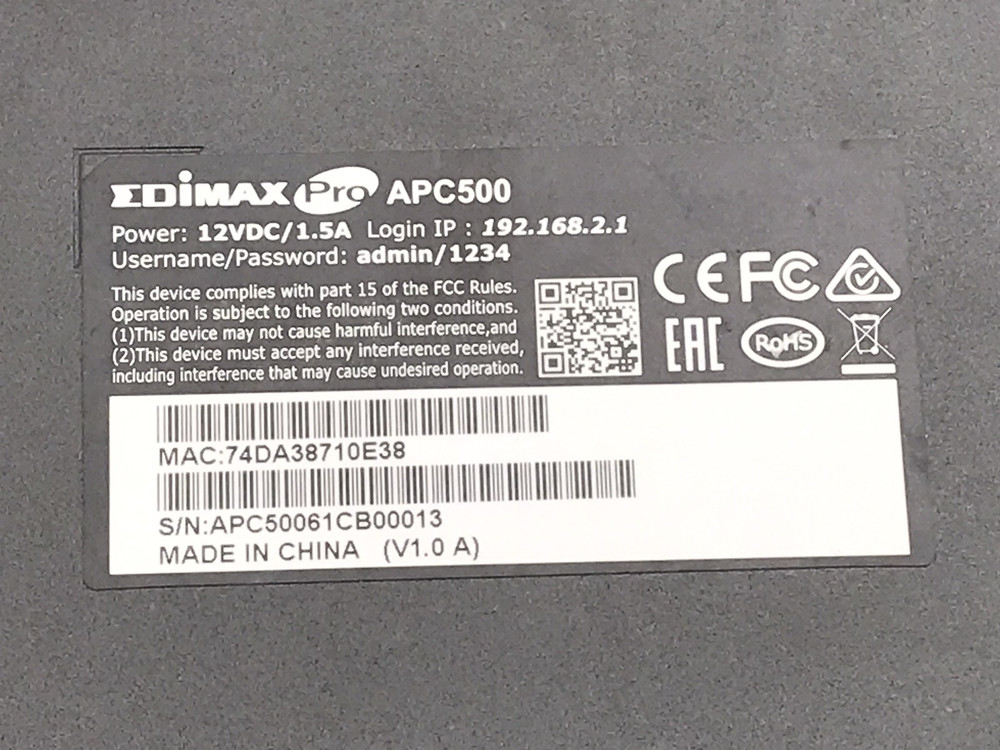 EDiMAX Pro APC500
Power: 12VDC/1.5A Login IP : 192.168.2.1
Username/Password: admin/1234
This device complies with part 15 of the FCC Rules.
Operation is subject to the following two conditions.
(1)This device may not cause harmful interference,and
(2)This device must accept any interference received,
including interference that may cause undesired operation.
CE FC
EAC RoHS
MAC:74DA38710E38
S/N:APC50061CB00013
MADE IN CHINA (V1.0 A)